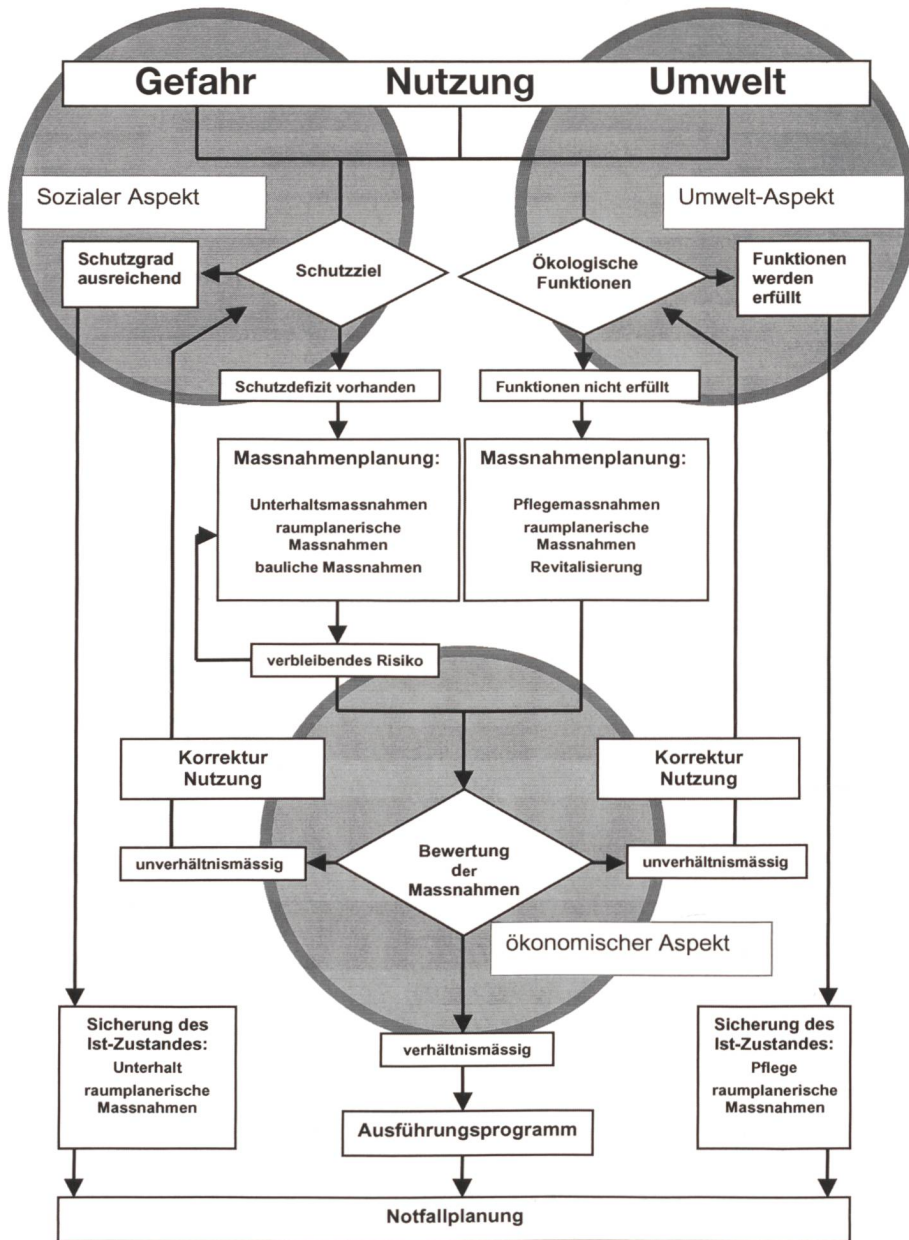 Gefahr Nutzung Umwelt
Sozialer Aspekt
Umwelt-Aspekt
Schutzgrad
ausreichend
Schutzziel
Ökologische
Funktionen
Funktionen
werden
erfüllt
Schutzdefizit vorhanden
Funktionen nicht erfüllt
Massnahmenplanung:
Unterhaltsmassnahmen
raumplanerische
Massnahmen
bauliche Massnahmen
Massnahmenplanung:
Pflegemassnahmen
raumplanerische
Massnahmen
Revitalisierung
verbleibendes Risiko
Korrektur
Nutzung
Korrektur
Nutzung
unverhältnismässig
Bewertung
der
Massnahmen
unverhältnismässig
ökonomischer Aspekt
Sicherung des
Ist-Zustandes:
Unterhalt
raumplanerische
Massnahmen
verhältnismässig
Sicherung des
Ist-Zustandes:
Pflege
raumplanerische
Massnahmen
Ausführungsprogramm
Notfallplanung